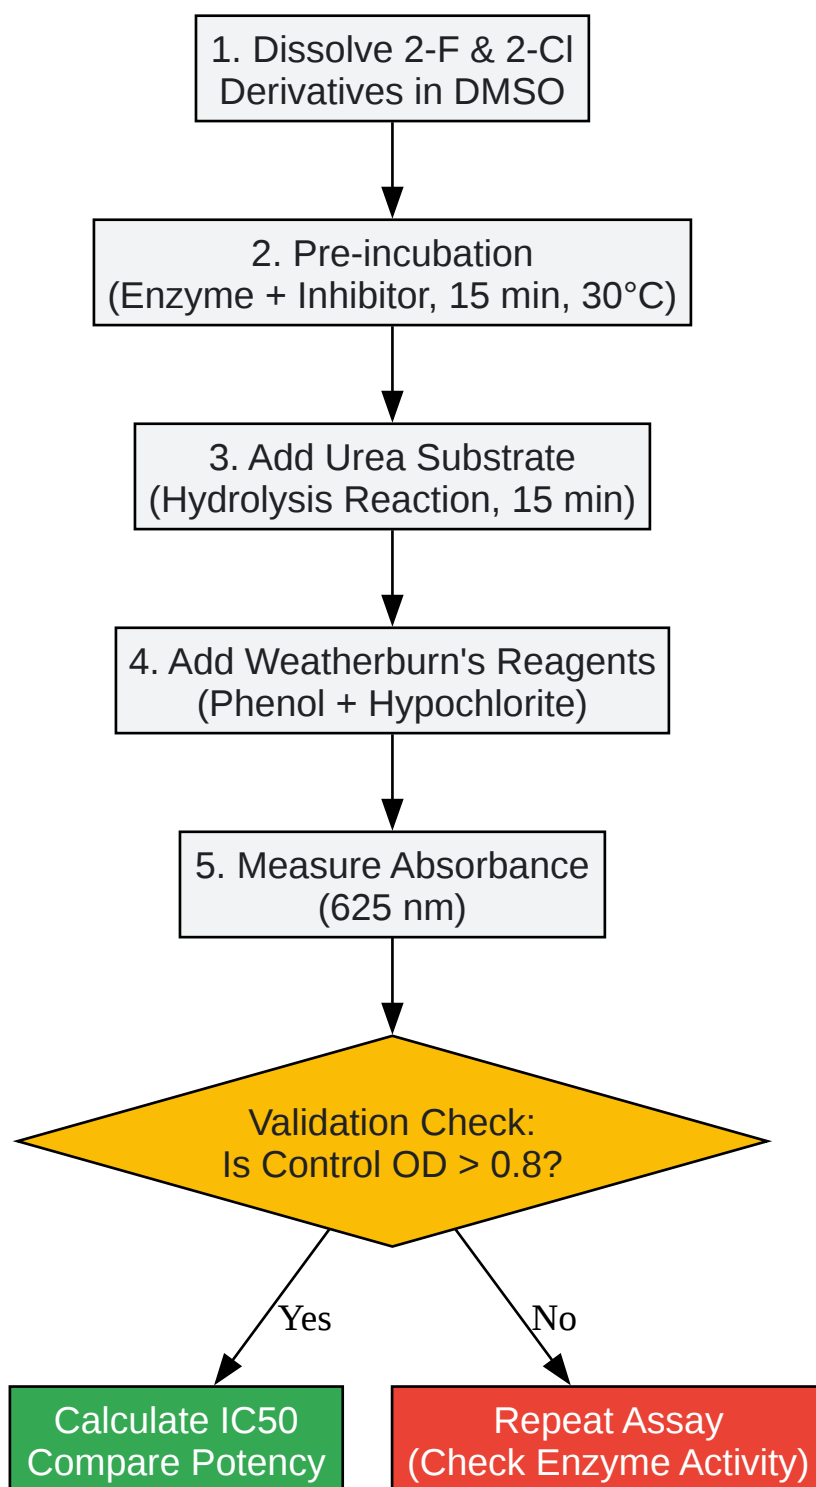 1. Dissolve 2-F & 2-Cl
Derivatives in DMSO
2. Pre-incubation
(Enzyme + Inhibitor, 15 min, 30°C)
3. Add Urea Substrate
(Hydrolysis Reaction, 15 min)
4. Add Weatherburn's Reagents
(Phenol + Hypochlorite)
5. Measure Absorbance
(625 nm)
Validation Check:
Is Control OD > 0.8?
Yes
No
Calculate IC50
Compare Potency
Repeat Assay
(Check Enzyme Activity)